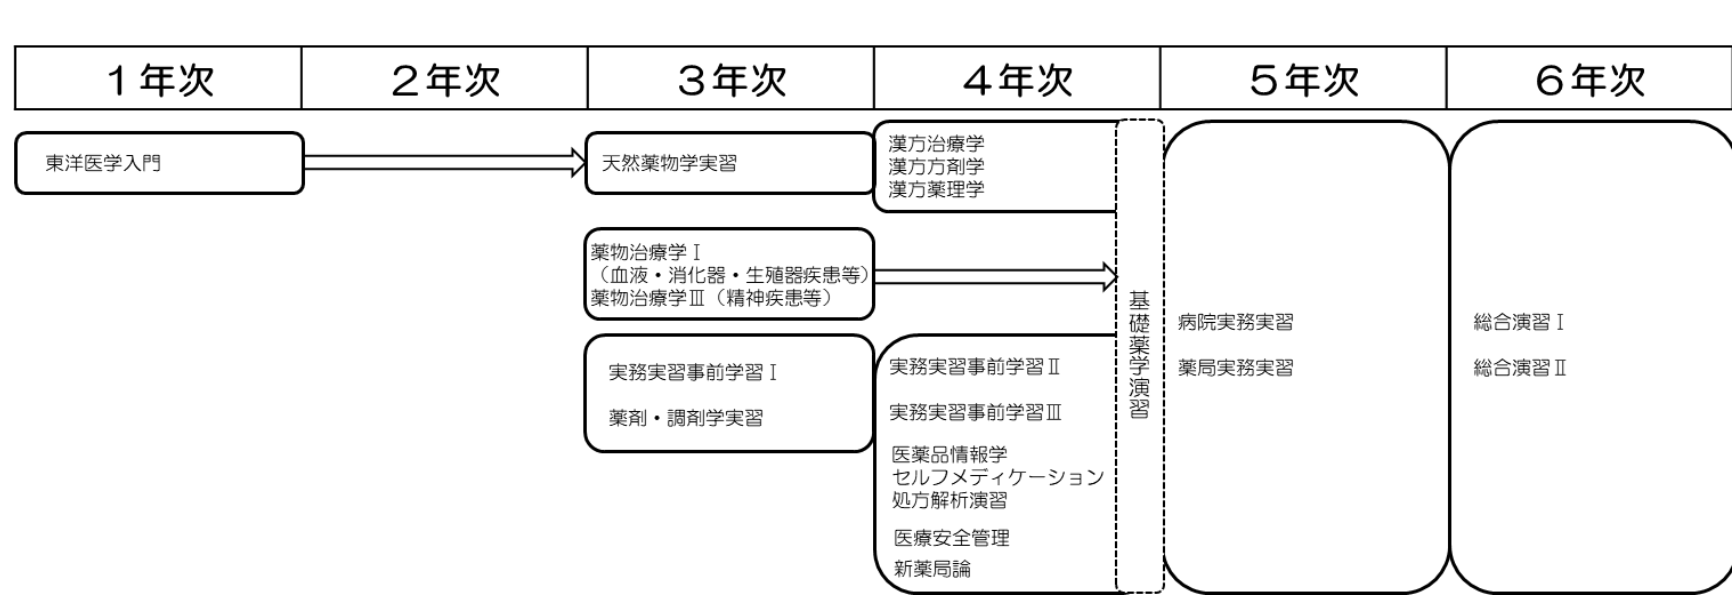 １年次
２年次
３年次
４年次
５年次
６年次
東洋医学入門
天然薬物学実習
漢方治療学
漢方方剤学
漢方薬理学
薬物治療学Ⅰ
（血液・消化器・生殖器疾患等）
薬物治療学Ⅲ（精神疾患等）
実務実習事前学習Ⅰ
薬剤・調剤学実習
実務実習事前学習Ⅱ
実務実習事前学習Ⅲ
医薬品情報学
セルフメディケーション
処方解析演習
医療安全管理
新薬局論
基礎薬学演習
病院実務実習
薬局実務実習
総合演習Ⅰ
総合演習Ⅱ